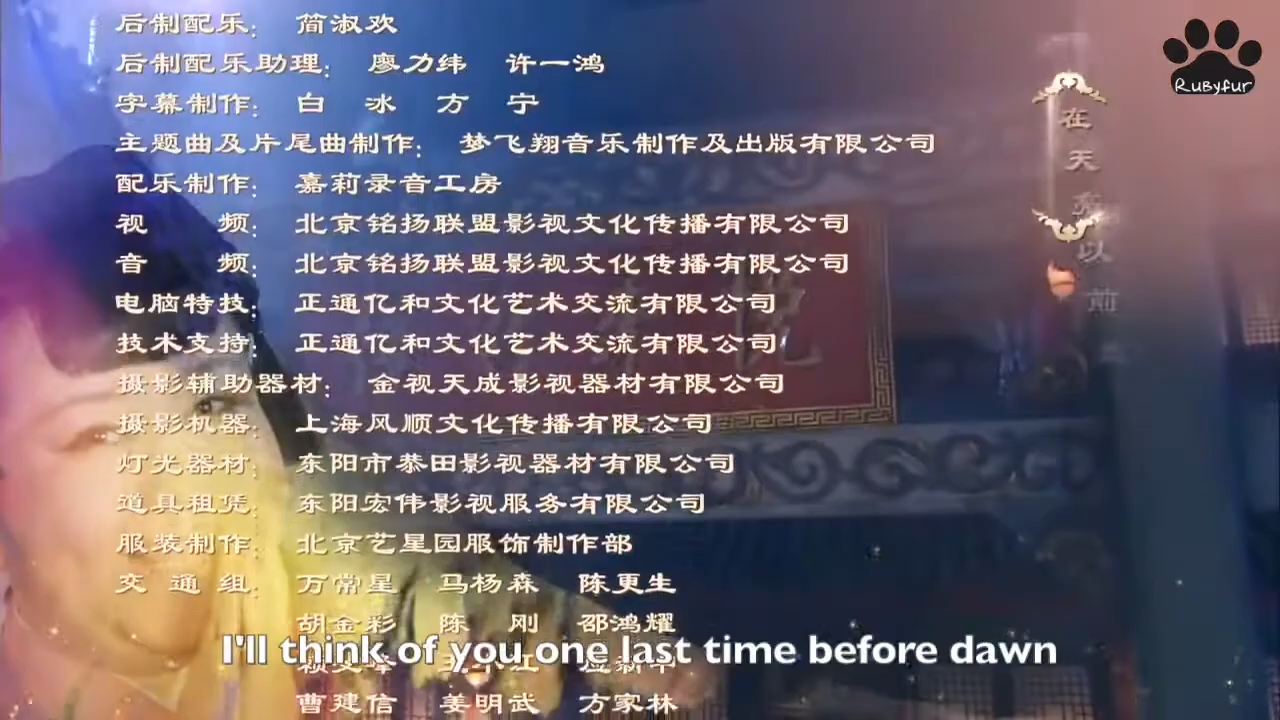 后制配乐: 简淑欢
后制配乐助理: 廖力纬 许一鸿
字幕制作: 白冰 方宁
主题曲及片尾曲制作: 梦飞翔音乐制作及出版有限公司
配乐制作: 嘉莉录音工房
视频: 北京铭扬联盟影视文化传播有限公司
音频: 北京铭扬联盟影视文化传播有限公司
电脑特技: 正通亿和文化艺术交流有限公司
技术支持: 正通亿和文化艺术交流有限公司
摄影辅助器材: 金视天成影视器材有限公司
摄影机器: 上海风顺文化传播有限公司
灯光器材: 东阳市恭田影视器材有限公司
道具租凭: 东阳宏伟影视服务有限公司
服装制作: 北京艺星园服饰制作部
交通组: 万常星 马杨森 陈更生
胡金彩 陈刚 邵鸿耀
曹建信 姜明武 方家林
I'll think of you one last time before dawn
在天亮以前
悦
Rubyfur